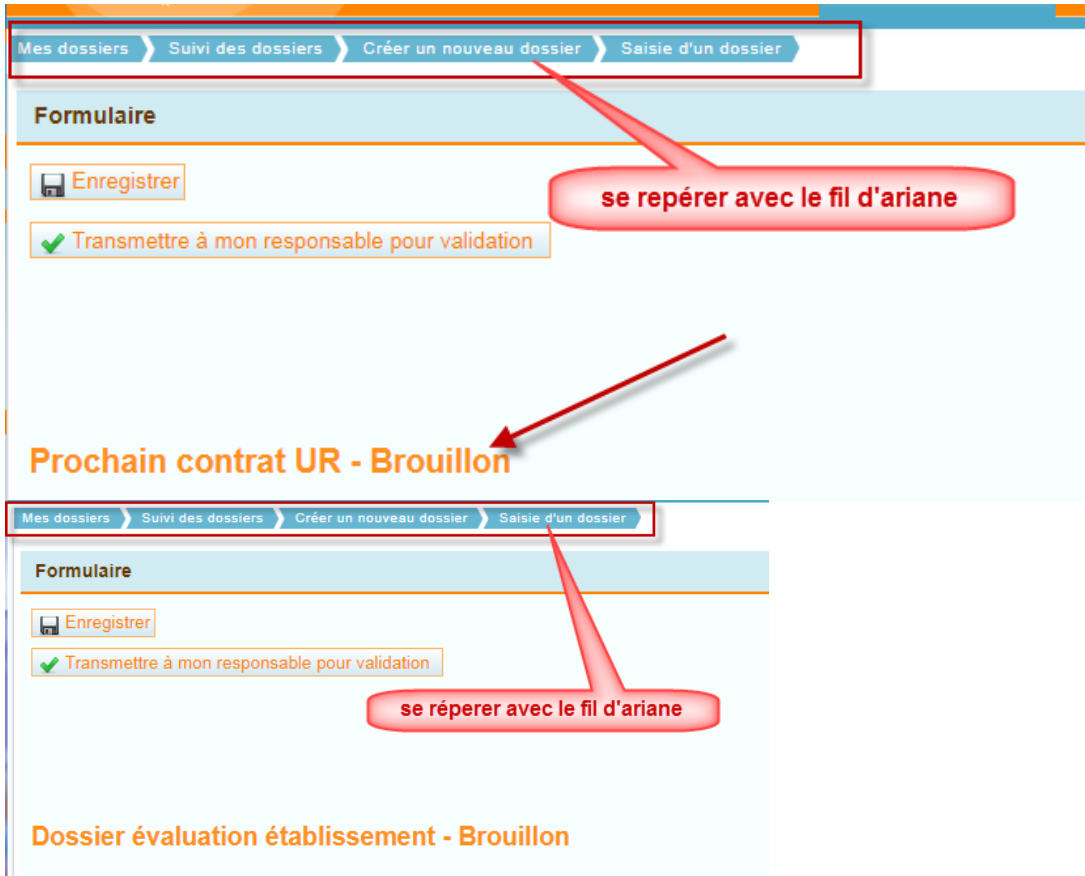 Mes dossiers Suivi des dossiers Créer un nouveau dossier Saisie d'un dossier
Formulaire
Enregistrer
se repérer avec le fil d'ariane
Transmettre à mon responsable pour validation
Prochain contrat UR - Brouillon
Mes dossiers Suivi des dossiers Créer un nouveau dossier Saisie d'un dossier
Formulaire
Enregistrer
Transmettre à mon responsable pour validation
se réperer avec le fil d'ariane
Dossier évaluation établissement - Brouillon